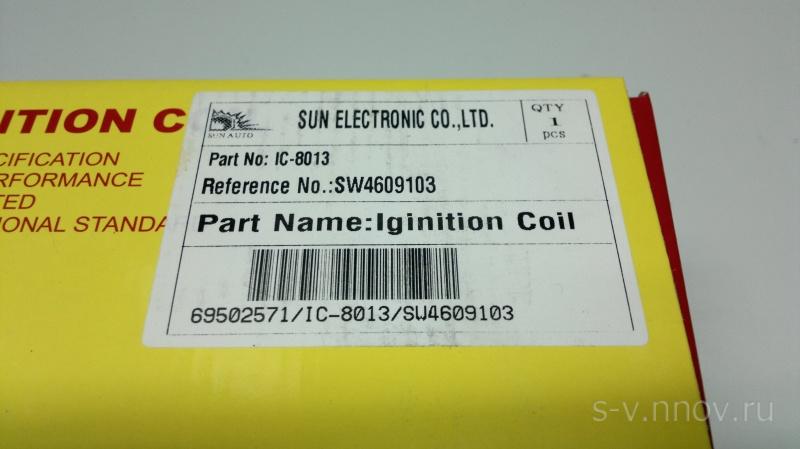 INITION C
CIFICATION
RFORMANCE
TED
IONAL STANDA
SUN AUTO
SUN ELECTRONIC CO.,LTD.
QTY
1
pcs
Part No: IC-8013
Reference No.:SW4609103
Part Name:Iginition Coil
69502571/IC-8013/SW4609103
s-v.nnov.ru